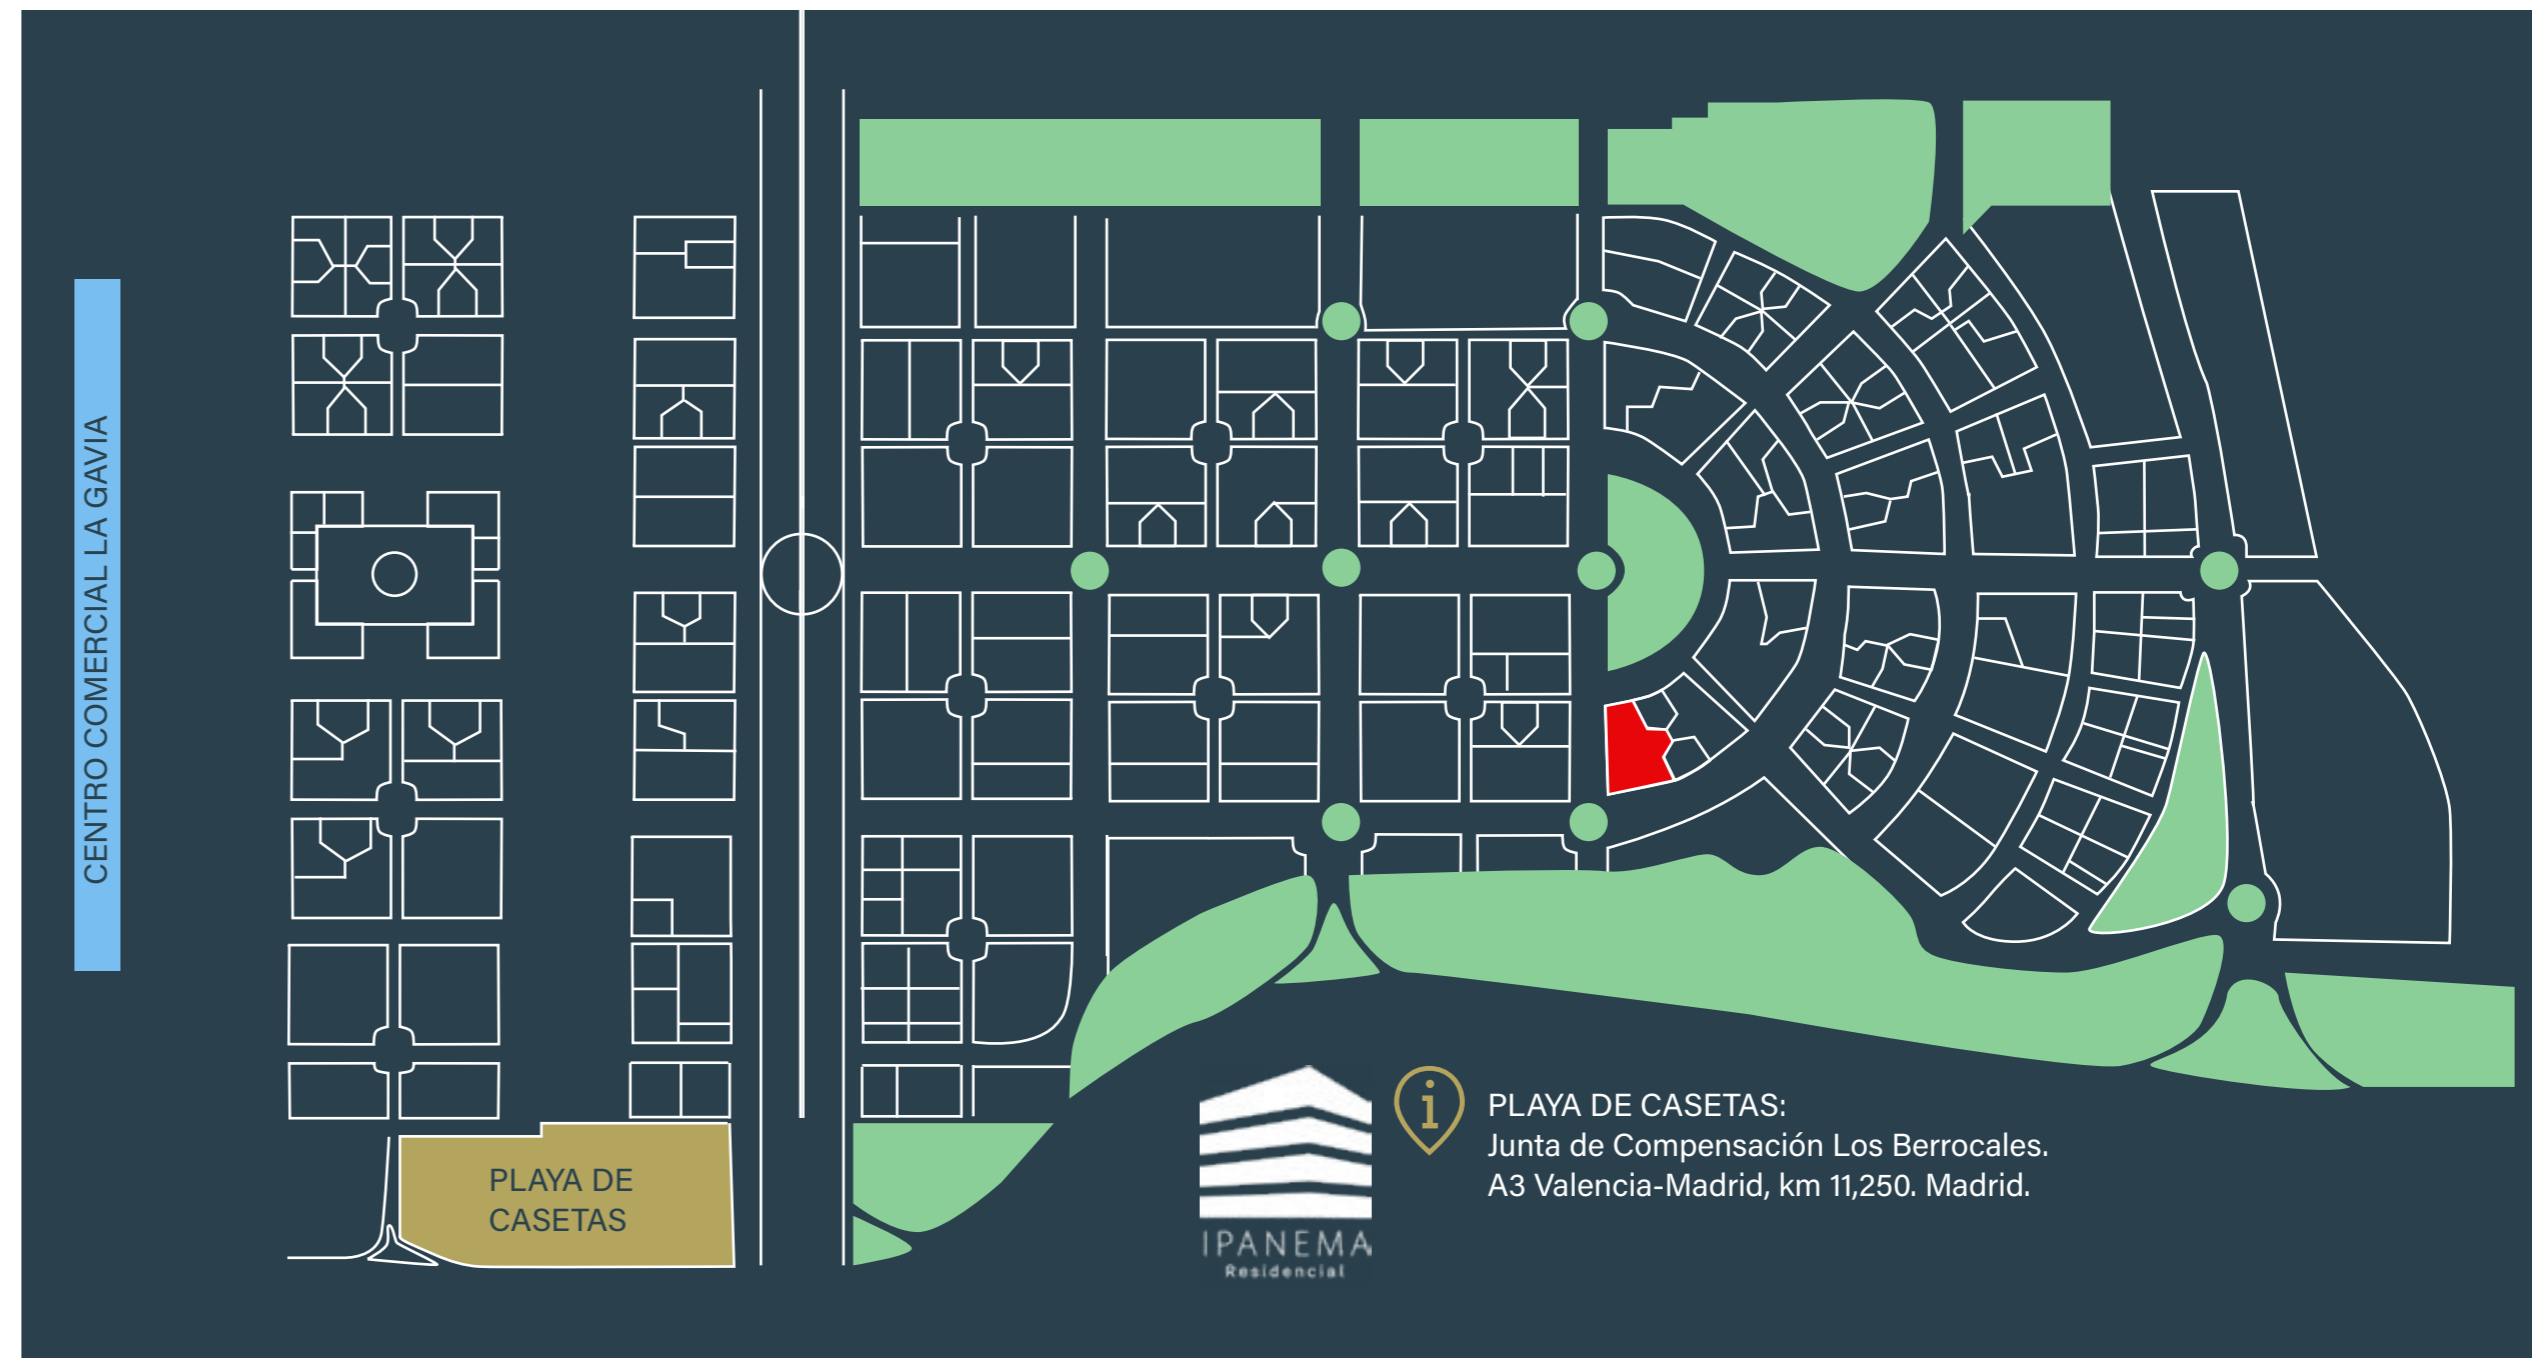 CENTRO COMERCIAL LA GAVIA
PLAYA DE
CASETAS
IPANEMA
Residencial
i
PLAYA DE CASETAS:
Junta de Compensación Los Berrocales.
A3 Valencia-Madrid, km 11,250. Madrid.